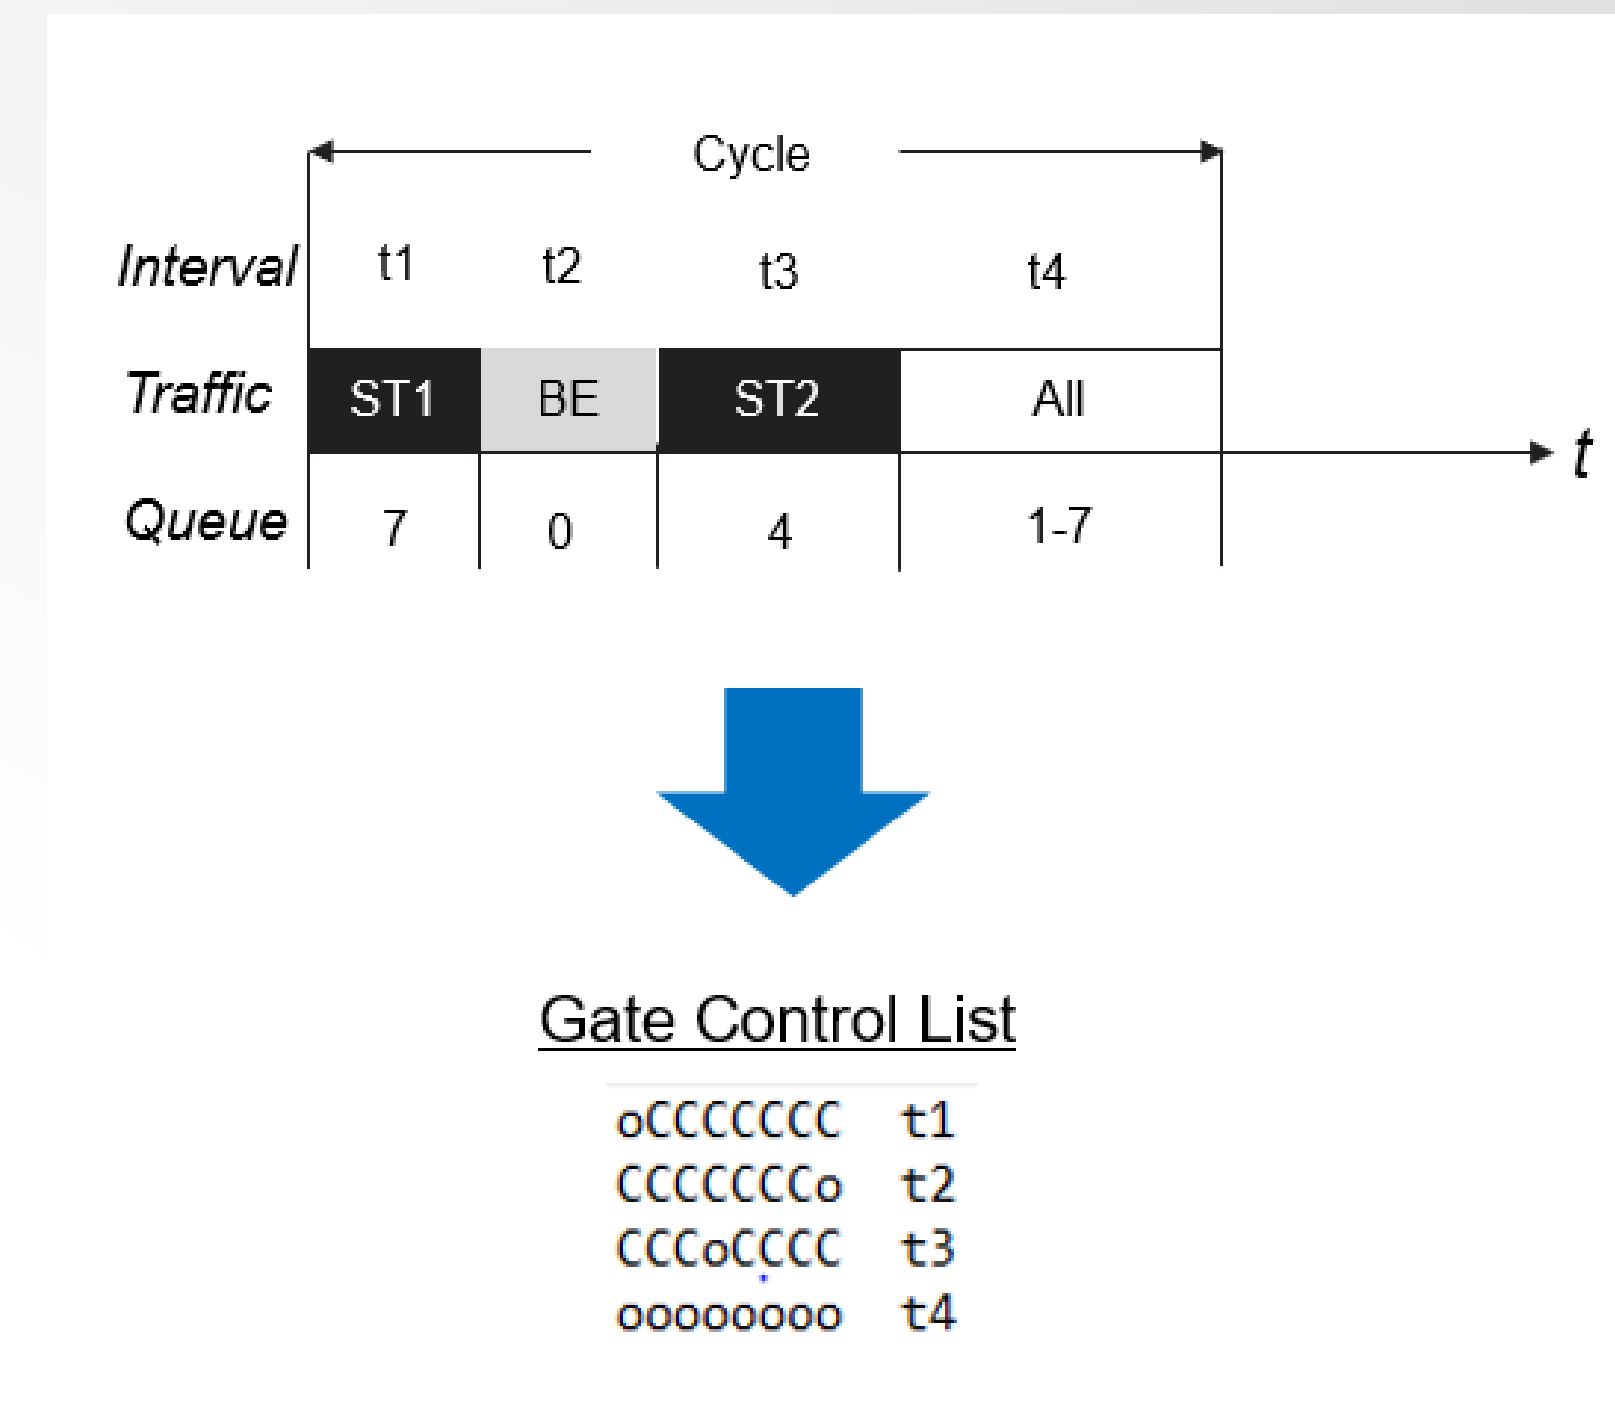 Cycle
Interval t1 t2 t3 t4
Traffic ST1 BE ST2 All
t
Queue 7 0 4 1-7
Gate Control List
oCCCCCCC t1
CCCCCCCo t2
CCCoCCCC t3
oooooooo t4